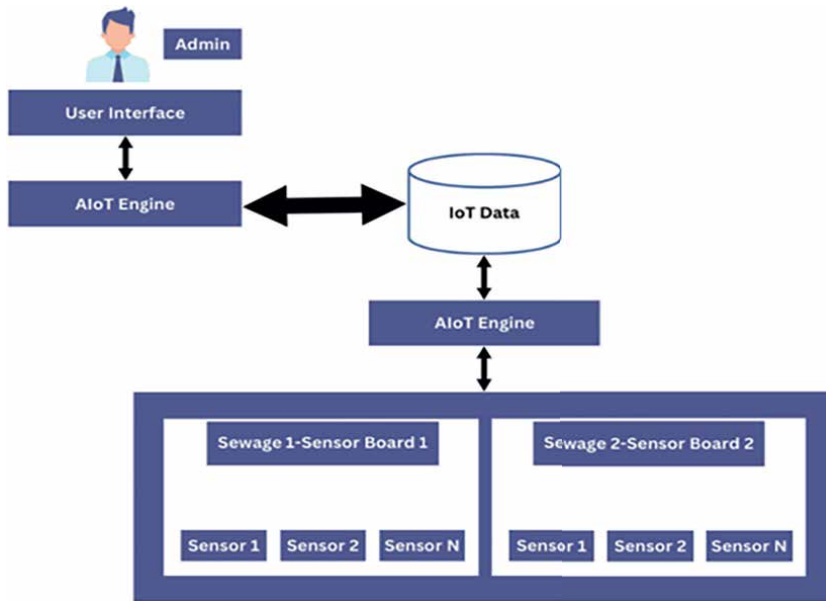 Admin
User Interface
AIoT Engine
IoT Data
AIoT Engine
Sewage 1-Sensor Board 1
Sewage 2-Sensor Board 2
Sensor 1
Sensor 2
Sensor N
Sensor 1
Sensor 2
Sensor N